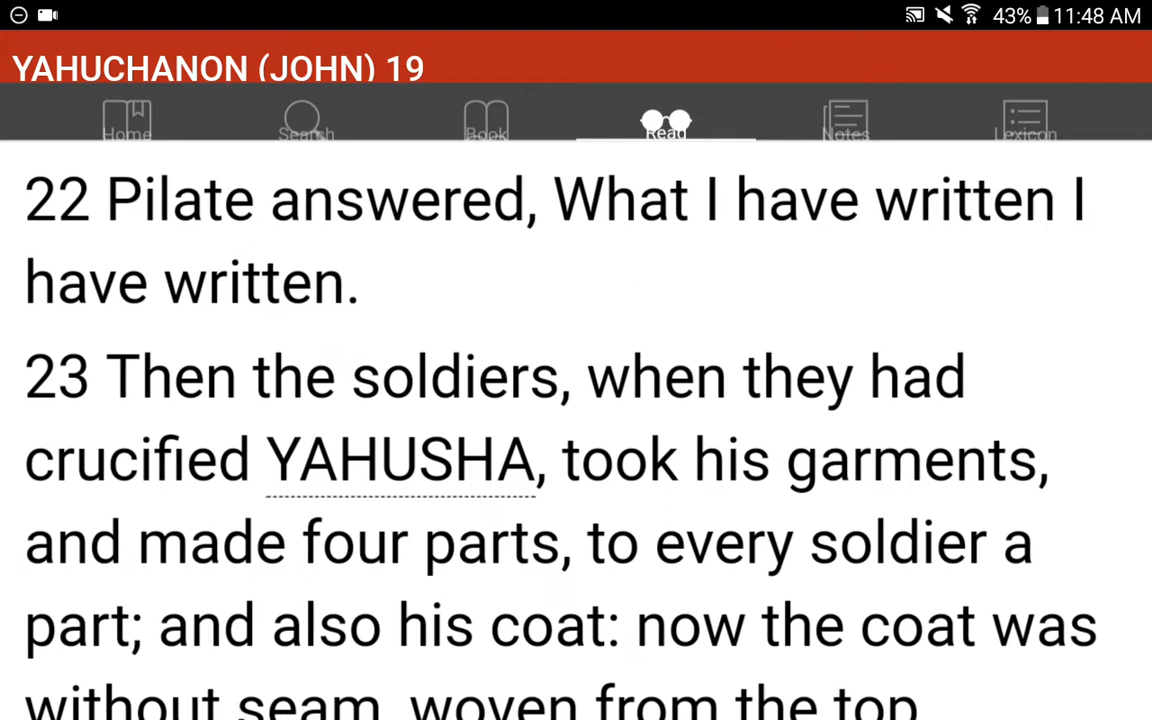 43% 11:48 AM
YAHUCHANON (JOHN) 19
Home Search Book Read Notes Lexicon
22 Pilate answered, What I have written I
have written.
23 Then the soldiers, when they had
crucified YAHUSHA, took his garments,
and made four parts, to every soldier a
part; and also his coat: now the coat was
without seam, woven from the top